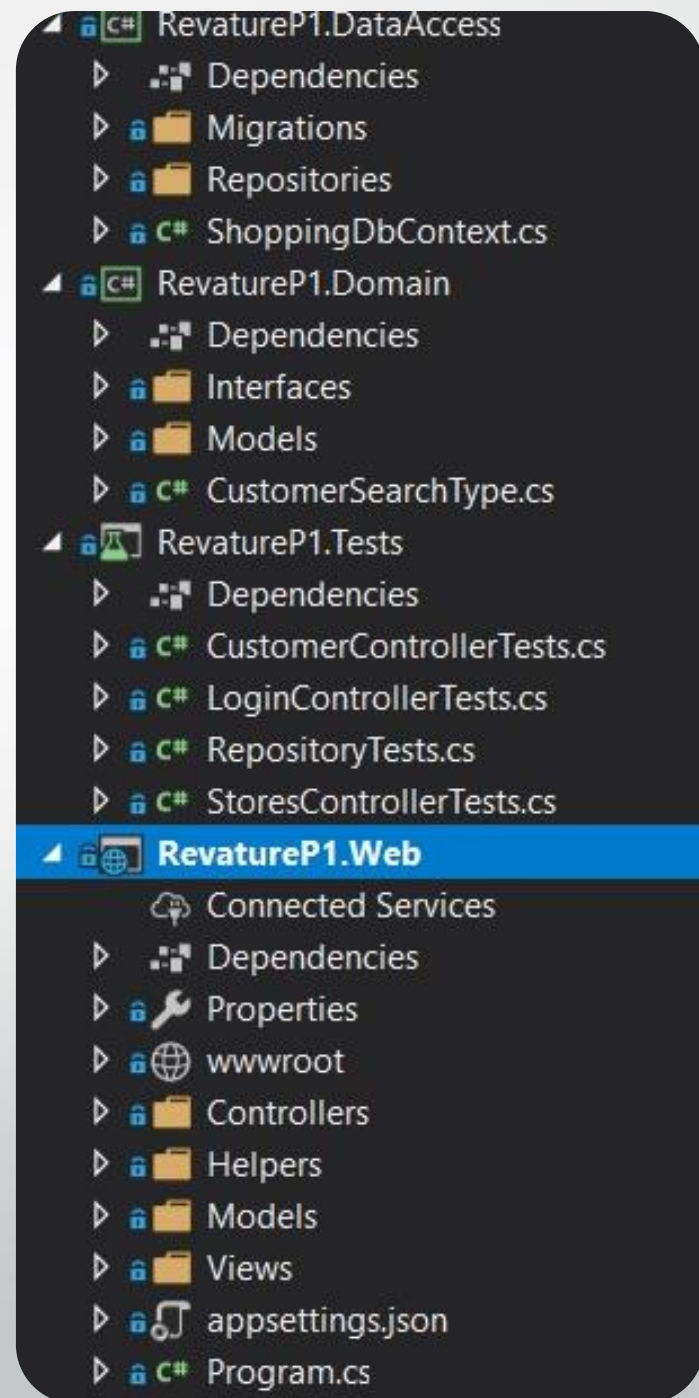 C# RevatureP1.DataAccess
Dependencies
Migrations
Repositories
C# ShoppingDbContext.cs
C# RevatureP1.Domain
Dependencies
Interfaces
Models
C# CustomerSearchType.cs
RevatureP1.Tests
Dependencies
C# CustomerControllerTests.cs
C# LoginControllerTests.cs
C# RepositoryTests.cs
C# StoresControllerTests.cs
RevatureP1.Web
Connected Services
Dependencies
Properties
wwwroot
Controllers
Helpers
Models
Views
appsettings.json
C# Program.cs